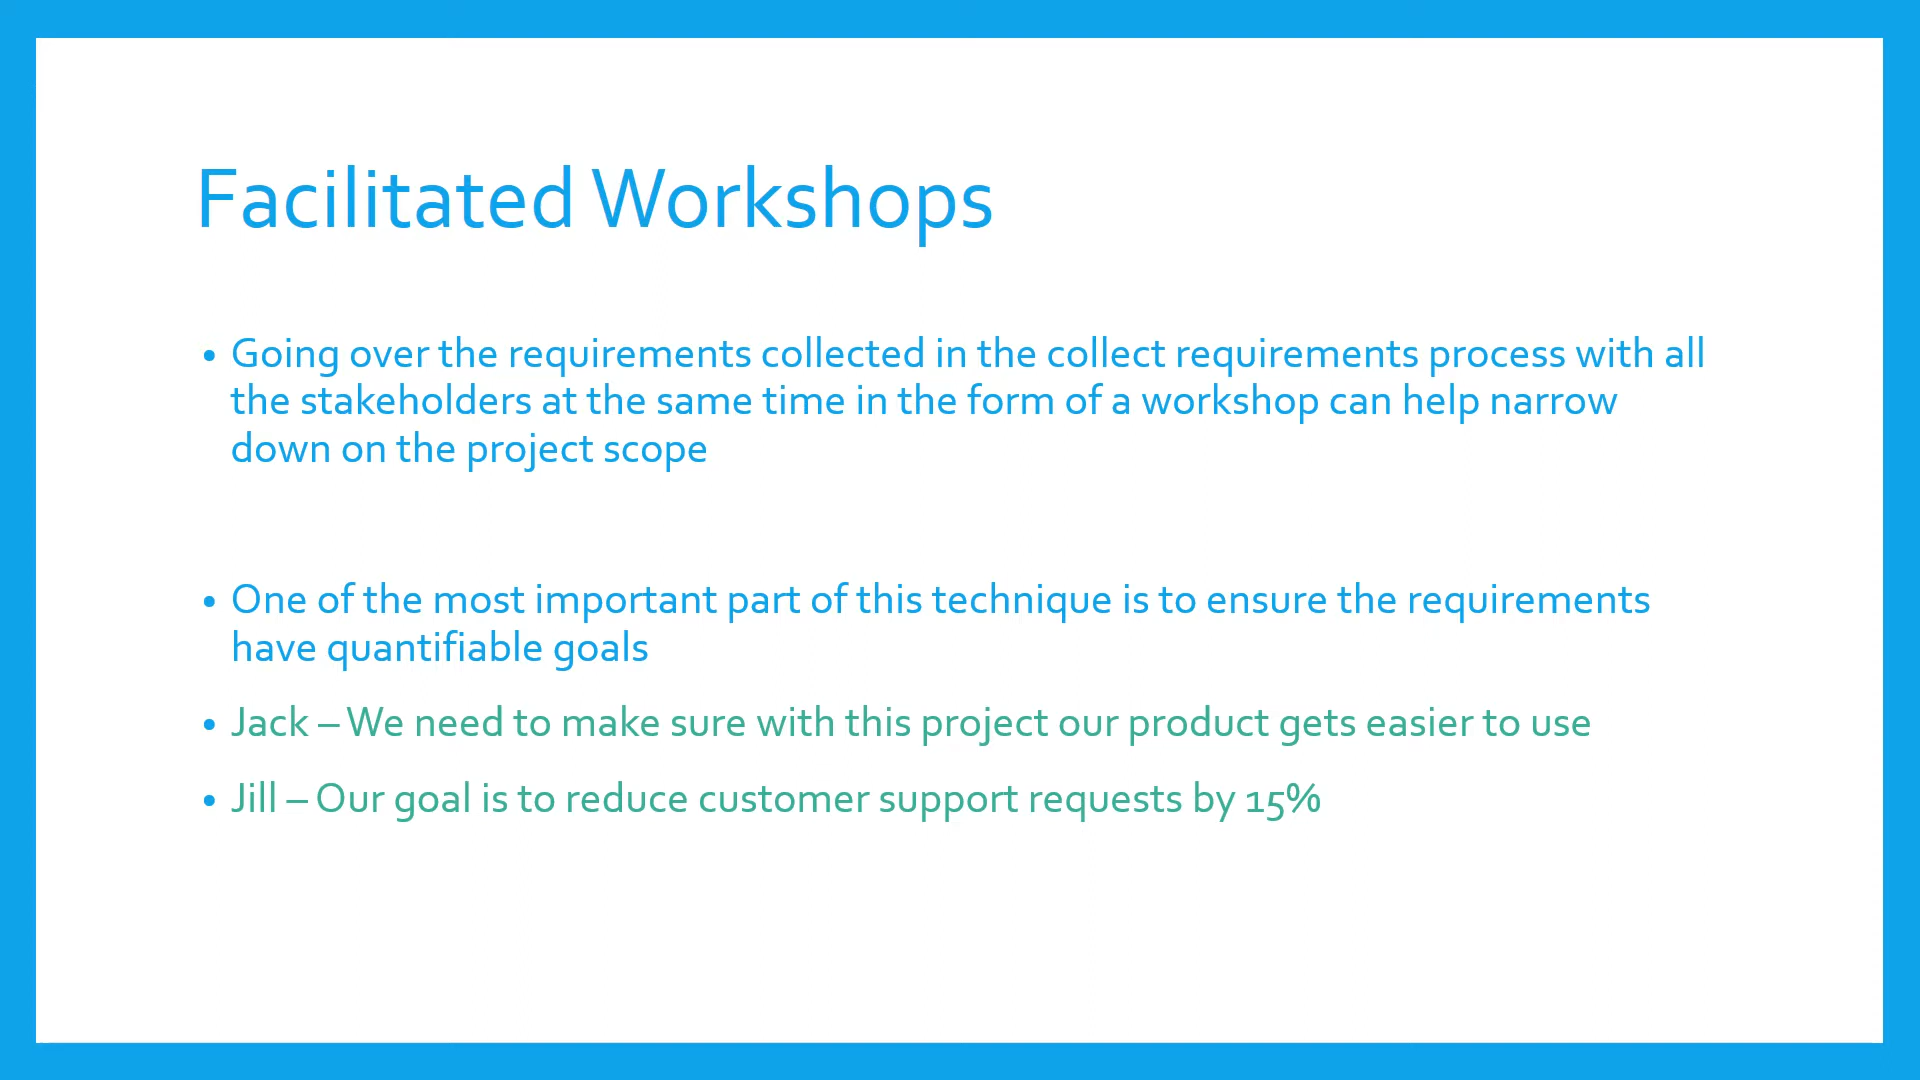 Facilitated Workshops
• Going over the requirements collected in the collect requirements process with all
the stakeholders at the same time in the form of a workshop can help narrow
down on the project scope
• One of the most important part of this technique is to ensure the requirements
have quantifiable goals
• Jack – We need to make sure with this project our product gets easier to use
• Jill – Our goal is to reduce customer support requests by 15%